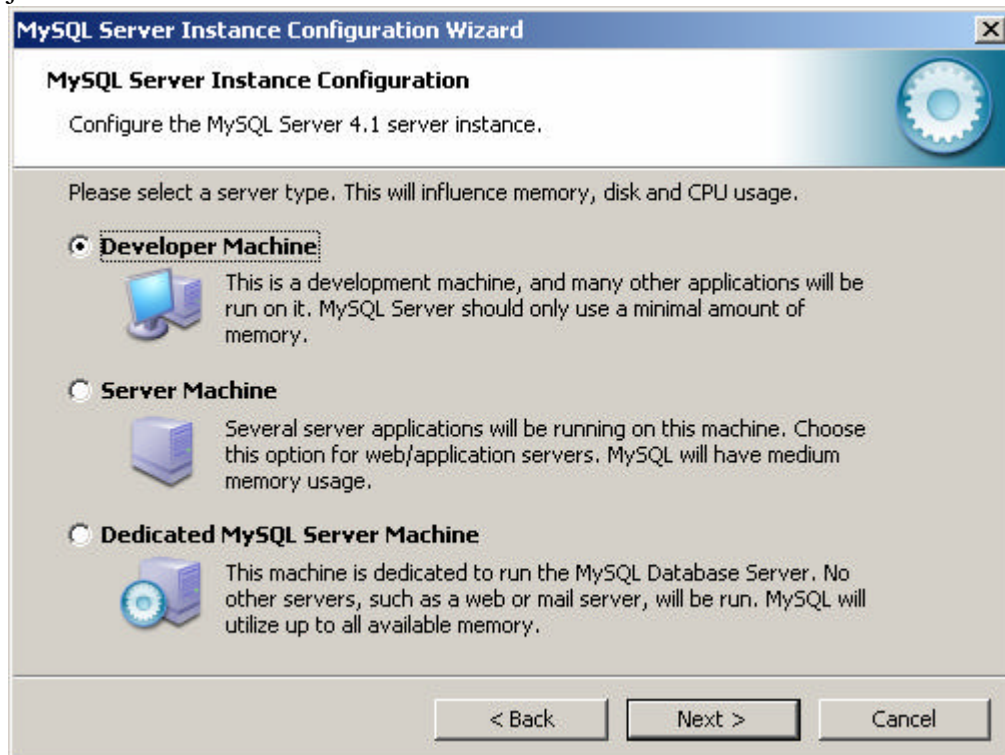 MySQL Server Instance Configuration Wizard
MySQL Server Instance Configuration
Configure the MySQL Server 4.1 server instance.
Please select a server type. This will influence memory, disk and CPU usage.
Developer Machine
This is a development machine, and many other applications will be
run on it. MySQL Server should only use a minimal amount of
memory.
Server Machine
Several server applications will be running on this machine. Choose
this option for web/application servers. MySQL will have medium
memory usage.
Dedicated MySQL Server Machine
This machine is dedicated to run the MySQL Database Server. No
other servers, such as a web or mail server, will be run. MySQL will
utilize up to all available memory.
< Back
Next >
Cancel